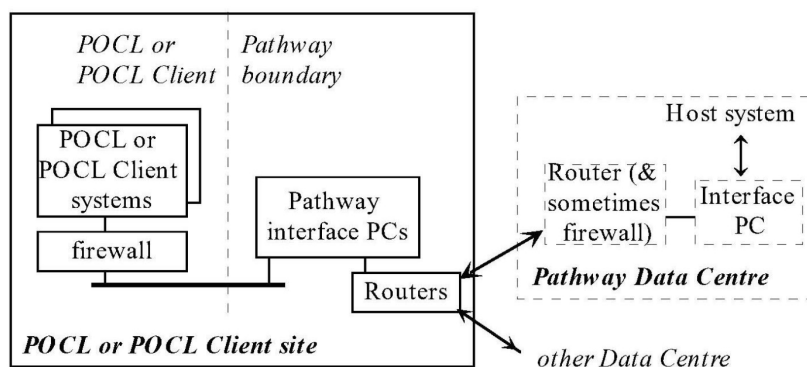 POCL or
POCL Client
Pathway
boundary
POCL or
POCL Client
systems
firewall
Pathway
interface PCs
Routers
POCL or POCL Client site
Host system
Router (&
sometimes
firewall)
Interface
PC
Pathway Data Centre
other Data Centre